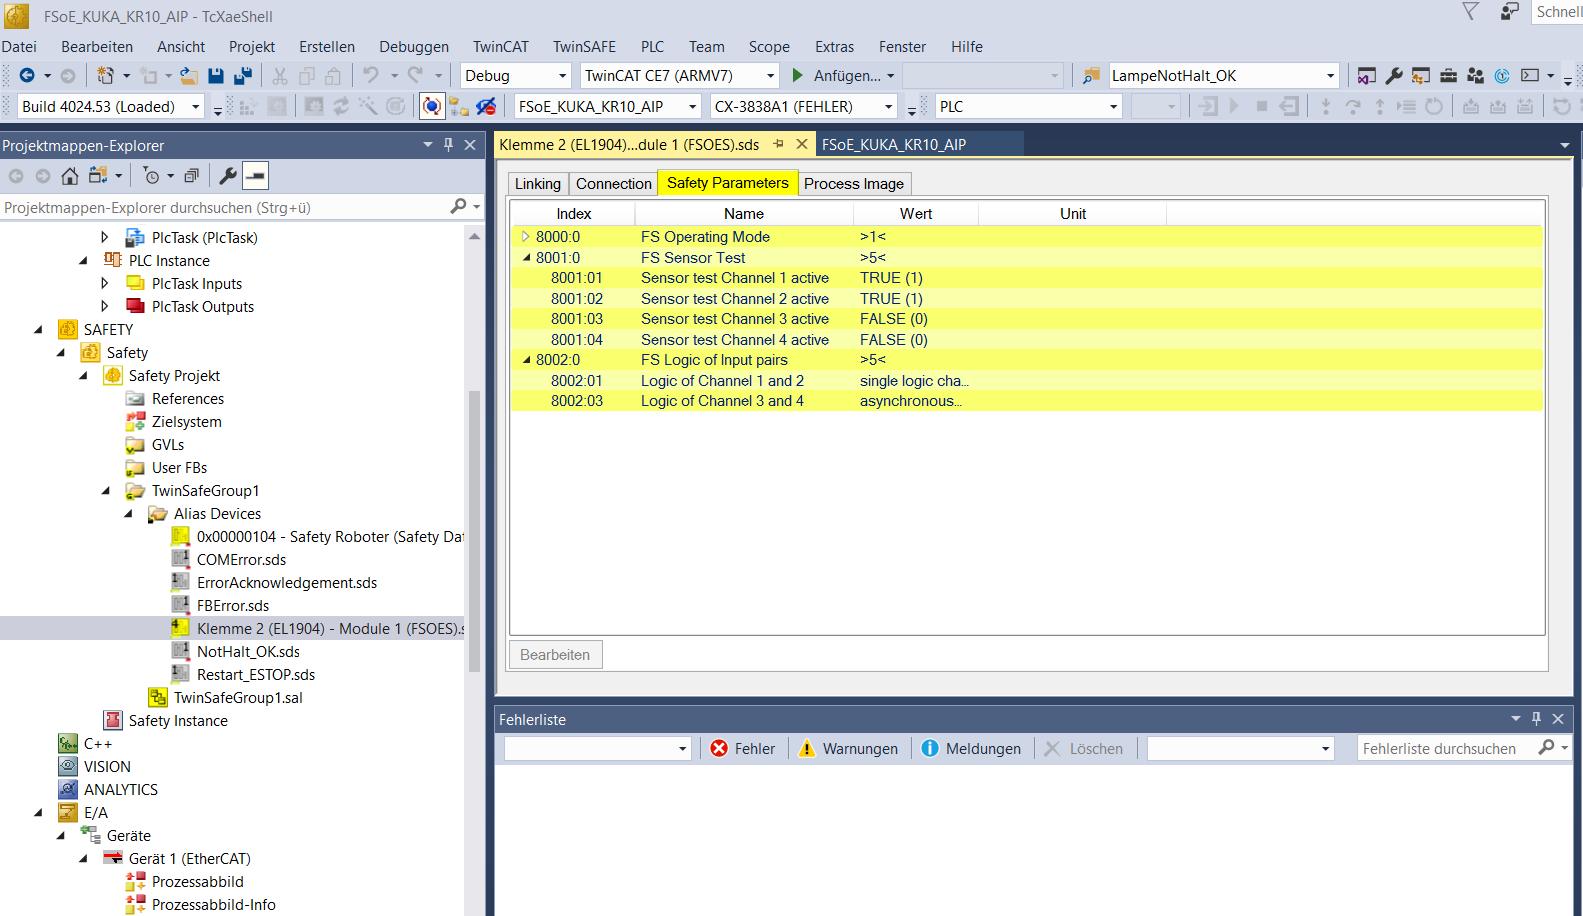 FSoE_KUKA_KR10_AIP - TcXaeShell
Schnell
Datei Bearbeiten Ansicht Projekt Erstellen Debuggen TwinCAT TwinSAFE PLC Team Scope Extras Fenster Hilfe
Debug TwinCAT CE7 (ARMV7) Anfügen... LampeNotHalt_OK
Build 4024.53 (Loaded) FSoE_KUKA_KR10_AIP CX-3838A1 (FEHLER) PLC
Projektmappen-Explorer
Projektmappen-Explorer durchsuchen (Strg+ü)
PlcTask (PlcTask)
PLC Instance
PlcTask Inputs
PlcTask Outputs
SAFETY
Safety
Safety Projekt
References
Zielsystem
GVLs
User FBs
TwinSafeGroup1
Alias Devices
0x00000104 - Safety Roboter (Safety Dat
COMError.sds
ErrorAcknowledgement.sds
FBError.sds
Klemme 2 (EL1904) - Module 1 (FSOES).s
NotHalt_OK.sds
Restart_ESTOP.sds
TwinSafeGroup1.sal
Safety Instance
C++
VISION
ANALYTICS
E/A
Geräte
Gerät 1 (EtherCAT)
Prozessabbild
Prozessabbild-Info
Klemme 2 (EL1904)...dule 1 (FSOES).sds FSoE_KUKA_KR10_AIP
Linking Connection Safety Parameters Process Image
Index Name Wert Unit
8000:0 FS Operating Mode >1<
8001:0 FS Sensor Test >5<
8001:01 Sensor test Channel 1 active TRUE (1)
8001:02 Sensor test Channel 2 active TRUE (1)
8001:03 Sensor test Channel 3 active FALSE (0)
8001:04 Sensor test Channel 4 active FALSE (0)
8002:0 FS Logic of Input pairs >5<
8002:01 Logic of Channel 1 and 2 single logic cha...
8002:03 Logic of Channel 3 and 4 asynchronous...
Bearbeiten
Fehlerliste
Fehler Warnungen Meldungen Löschen Fehlerliste durchsuchen